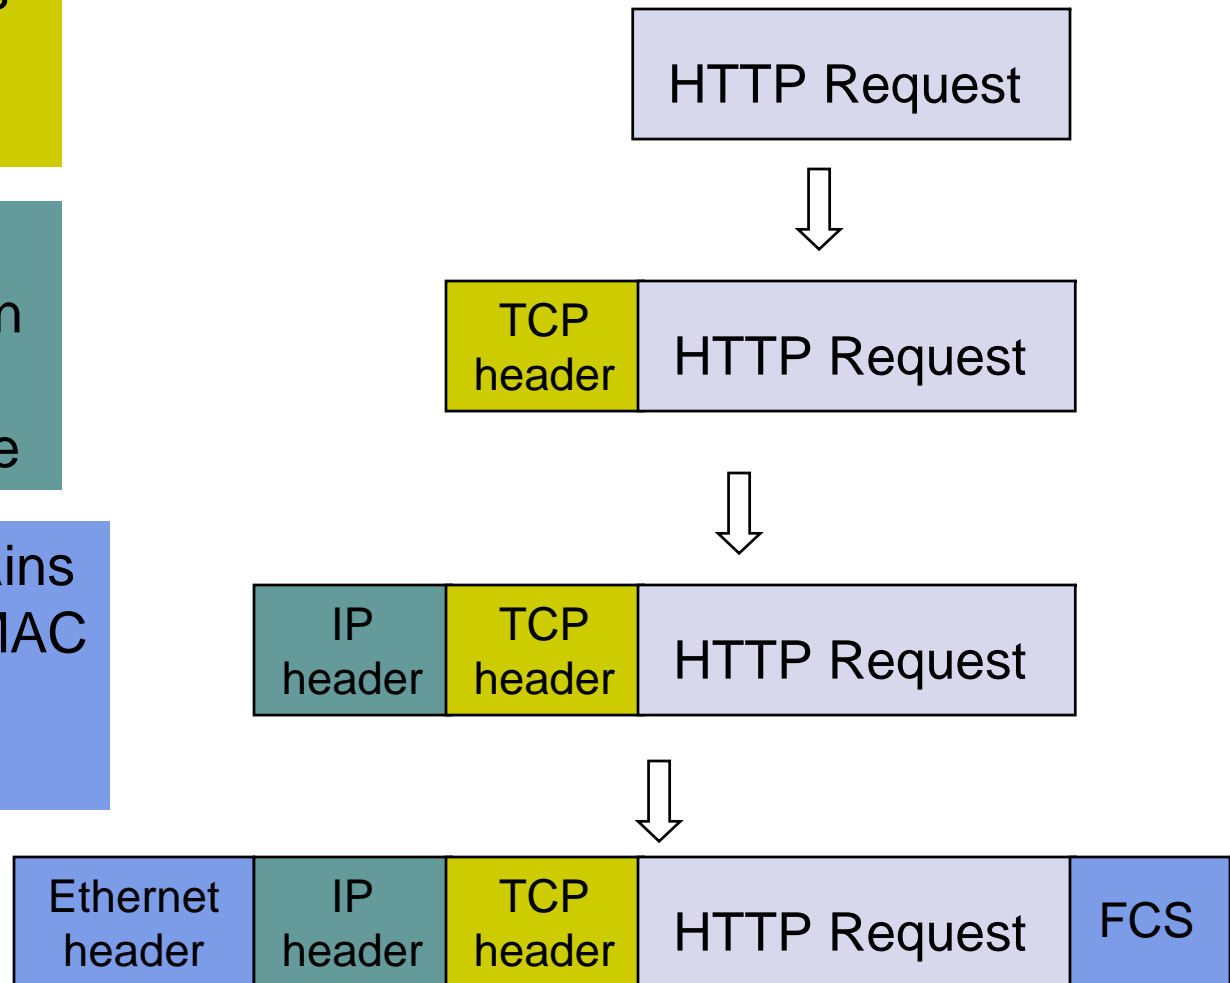 HTTP Request
TCP
header
HTTP Request
IP
header
TCP
header
HTTP Request
Ethernet
header
IP
header
TCP
header
HTTP Request
FCS